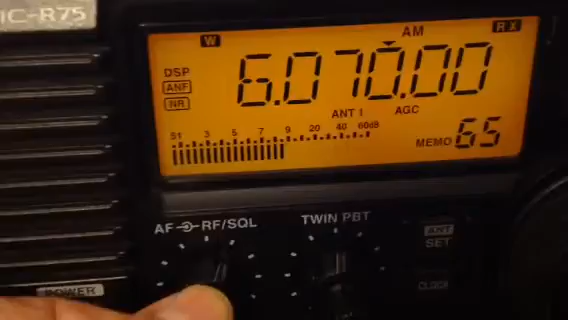 IC-R75
W
AM
RX
DSP
ANF
NR
6.070.00
ANT 1
AGC
S1 3 5 7 9 20 40 60dB
MEMO 65
AF RF/SQL
TWIN PBT
ANT
SET
CLOCK
POWER